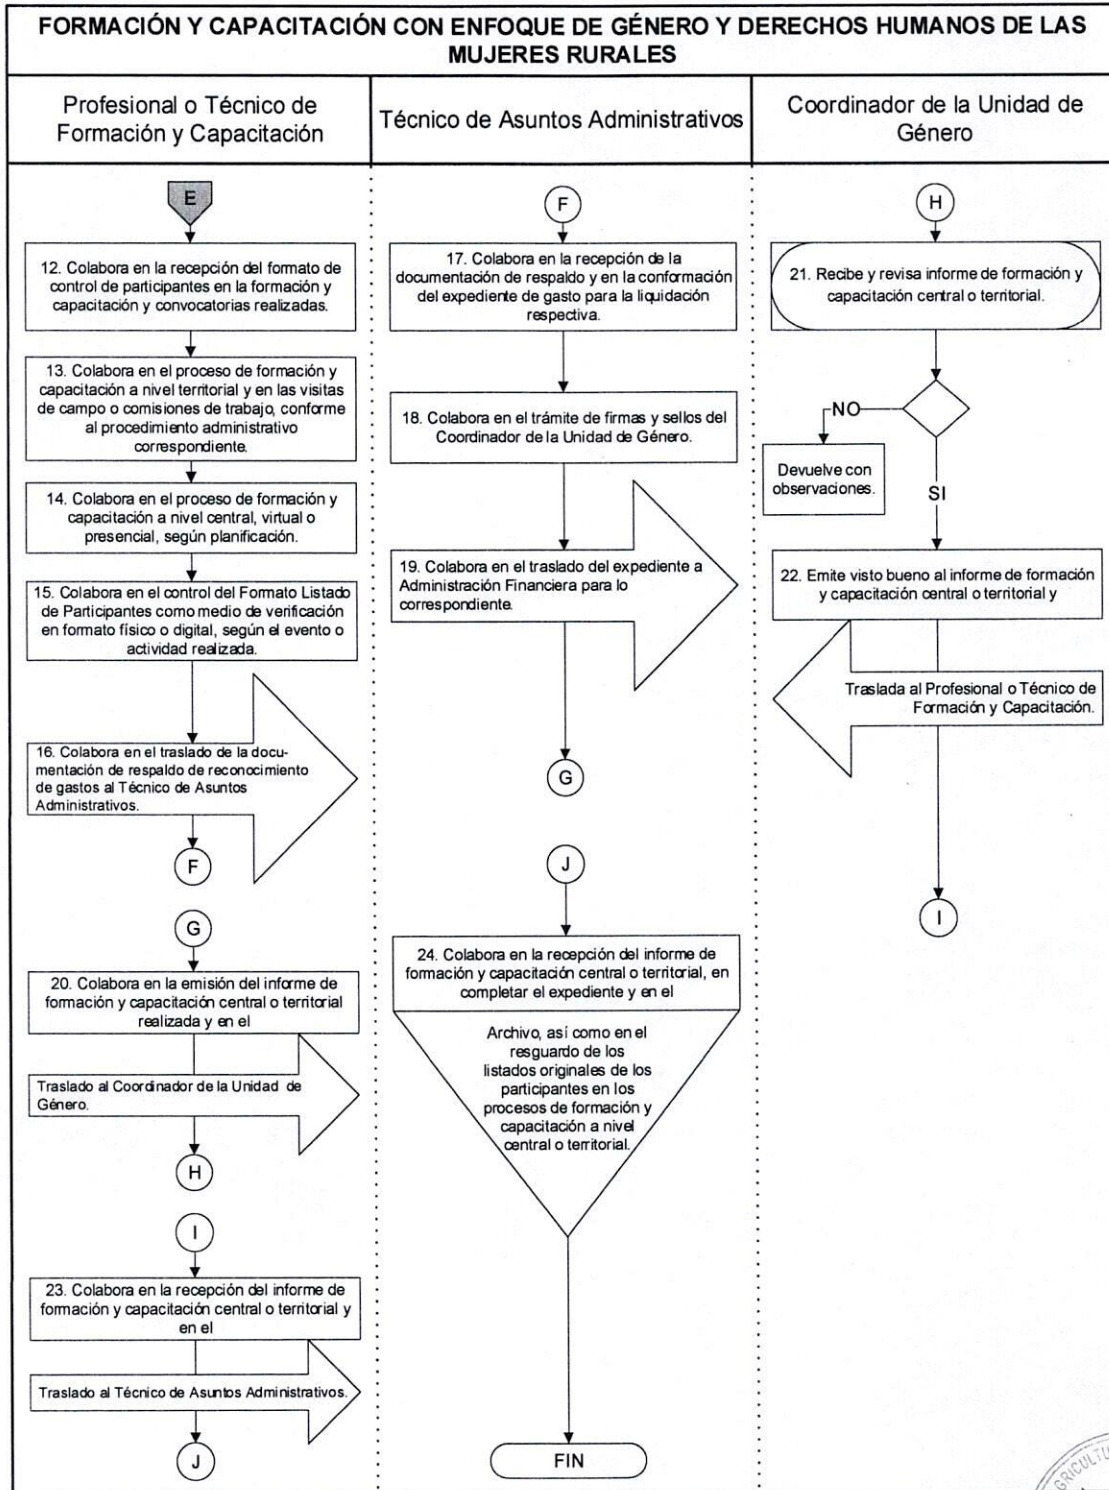 FORMACIÓN Y CAPACITACIÓN CON ENFOQUE DE GÉNERO Y DERECHOS HUMANOS DE LAS
MUJERES RURALES
Profesional o Técnico de
Formación y Capacitación
Técnico de Asuntos Administrativos
Coordinador de la Unidad de
Género
E
12. Colabora en la recepción del formato de
control de participantes en la formación y
capacitación y convocatorias realizadas.
13. Colabora en el proceso de formación y
capacitación a nivel territorial y en las visitas
de campo o comisiones de trabajo, conforme
al procedimiento administrativo
correspondiente.
14. Colabora en el proceso de formación y
capacitación a nivel central, virtual o
presencial, según planificación.
15. Colabora en el control del Formato Listado
de Participantes como medio de verificación
en formato físico o digital, según el evento o
actividad realizada.
16. Colabora en el traslado de la docu-
mentación de respaldo de reconocimiento
de gastos al Técnico de Asuntos
Administrativos.
F
G
20. Colabora en la emisión del informe de
formación y capacitación central o territorial
realizada y en el
Traslado al Coordinador de la Unidad de
Género.
H
I
23. Colabora en la recepción del informe de
formación y capacitación central o territorial y
en el
Traslado al Técnico de Asuntos Administrativos.
J
F
17. Colabora en la recepción de la
documentación de respaldo y en la conformación
del expediente de gasto para la liquidación
respectiva.
18. Colabora en el trámite de firmas y sellos del
Coordinador de la Unidad de Género.
19. Colabora en el traslado del expediente a
Administración Financiera para lo
correspondiente.
G
J
24. Colabora en la recepción del informe de
formación y capacitación central o territorial, en
completar el expediente y en el
Archivo, así como en el
resguardo de los
listados originales de los
participantes en los
procesos de formación y
capacitación a nivel
central o territorial.
FIN
H
21. Recibe y revisa informe de formación y
capacitación central o territorial.
NO
Devuelve con
observaciones.
SI
22. Emite visto bueno al informe de formación
y capacitación central o territorial y
Traslada al Profesional o Técnico de
Formación y Capacitación.
I